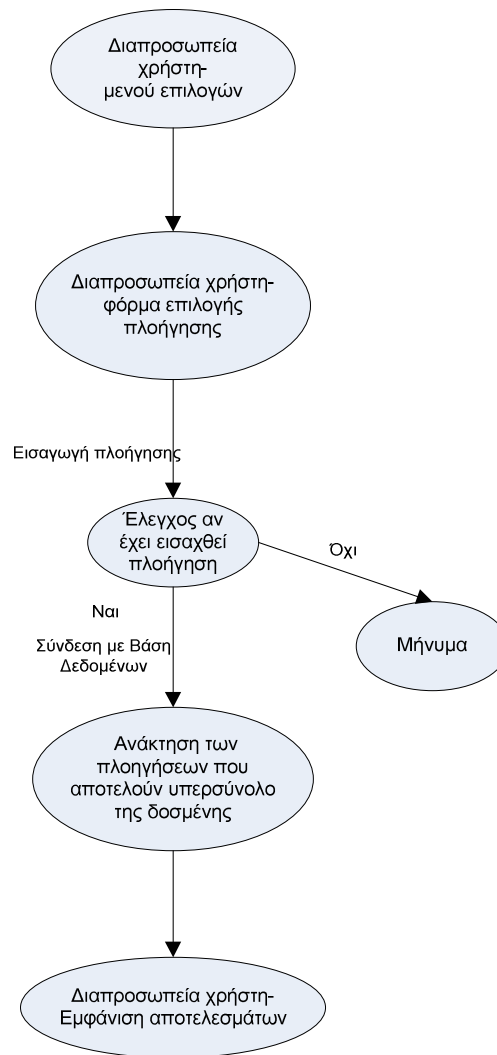 Διαπροσωπεία
χρήστη-
μενού επιλογών
Διαπροσωπεία χρήστη-
φόρμα επιλογής
πλοήγησης
Εισαγωγή πλοήγησης
Έλεγχος αν
έχει εισαχθεί
πλοήγηση
Όχι
Μήνυμα
Ναι
Σύνδεση με Βάση
Δεδομένων
Ανάκτηση των
πλοηγήσεων που
αποτελούν υπερσύνολο
της δοσμένης
Διαπροσωπεία χρήστη-
Εμφάνιση αποτελεσμάτων